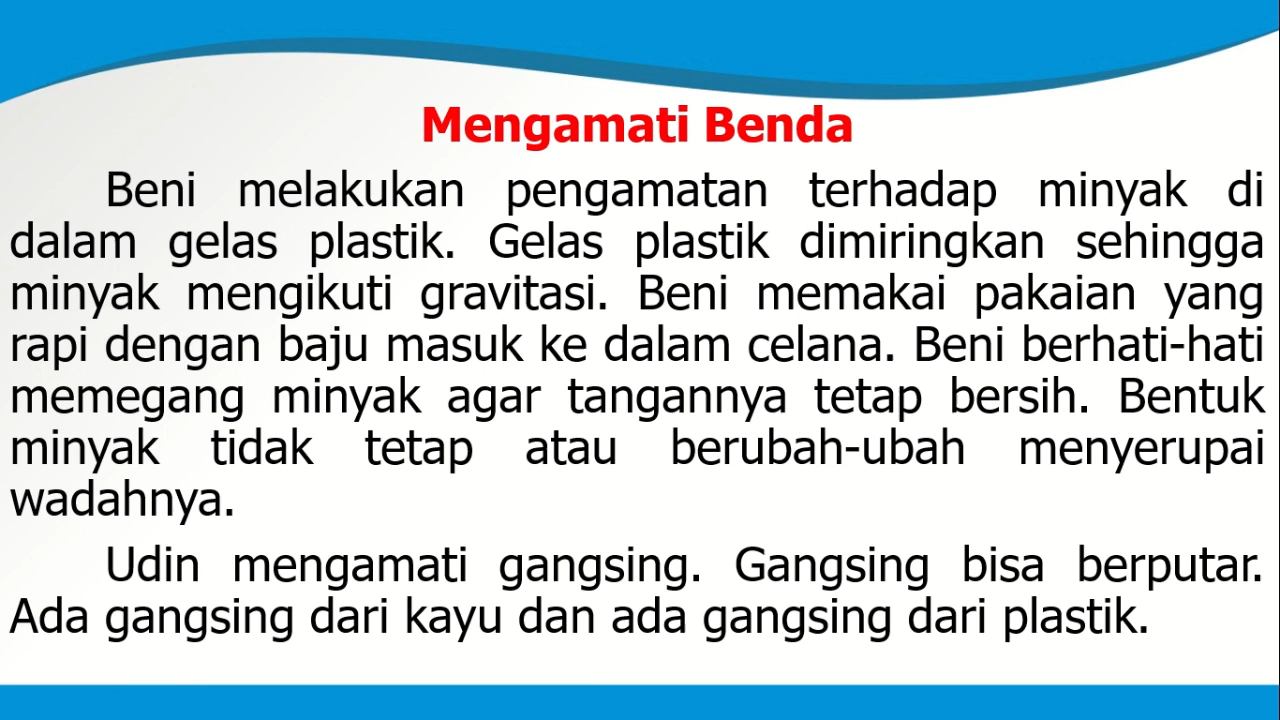 Mengamati Benda
Beni melakukan pengamatan terhadap minyak di
dalam gelas plastik. Gelas plastik dimiringkan sehingga
minyak mengikuti gravitasi. Beni memakai pakaian yang
rapi dengan baju masuk ke dalam celana. Beni berhati-hati
memegang minyak agar tangannya tetap bersih. Bentuk
minyak tidak tetap atau berubah-ubah menyerupai
wadahnya.
Udin mengamati gangsing. Gangsing bisa berputar.
Ada gangsing dari kayu dan ada gangsing dari plastik.